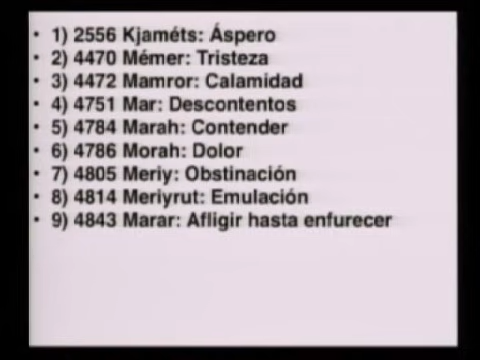 • 1) 2556 Kjaméts: Áspero
• 2) 4470 Mémer: Tristeza
• 3) 4472 Mamror: Calamidad
• 4) 4751 Mar: Descontentos
• 5) 4784 Marah: Contender
• 6) 4786 Morah: Dolor
• 7) 4805 Meriy: Obstinación
• 8) 4814 Meriyrut: Emulación
• 9) 4843 Marar: Afligir hasta enfurecer